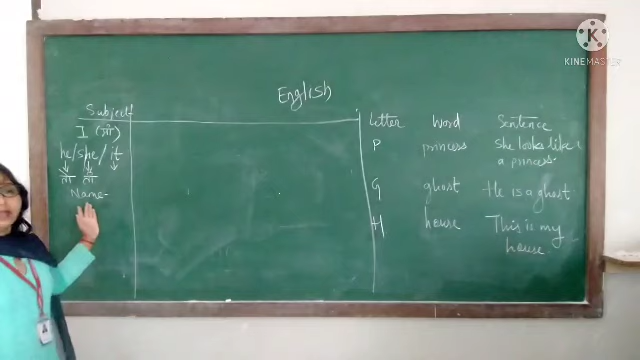 English
Subject
I (मी)
he/she/it
तो ती ते
Name
Letter Word Sentence
P princess She looks like a princess.
G ghost He is a ghost
H house This is my house.
KINEMASTER